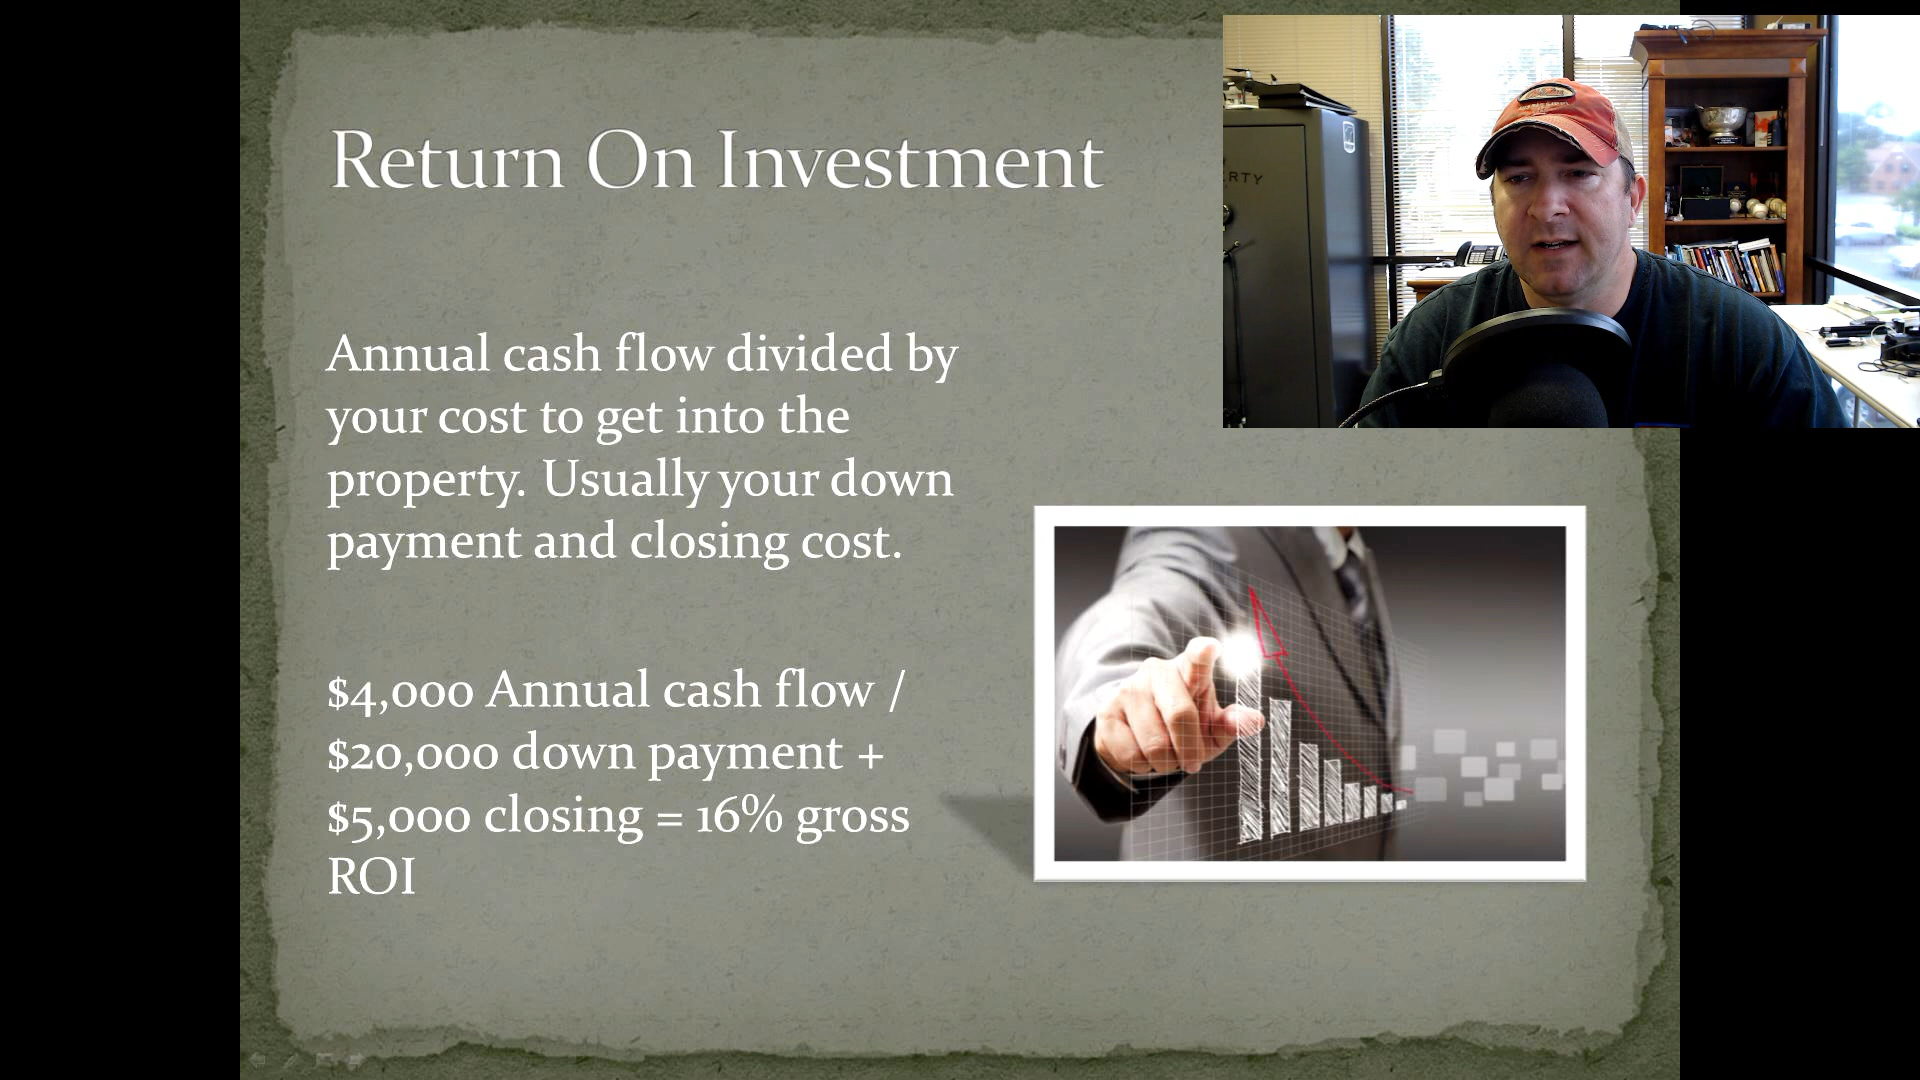 Return On Investment
Annual cash flow divided by
your cost to get into the
property. Usually your down
payment and closing cost.
$4,000 Annual cash flow /
$20,000 down payment +
$5,000 closing = 16% gross
ROI
RTY